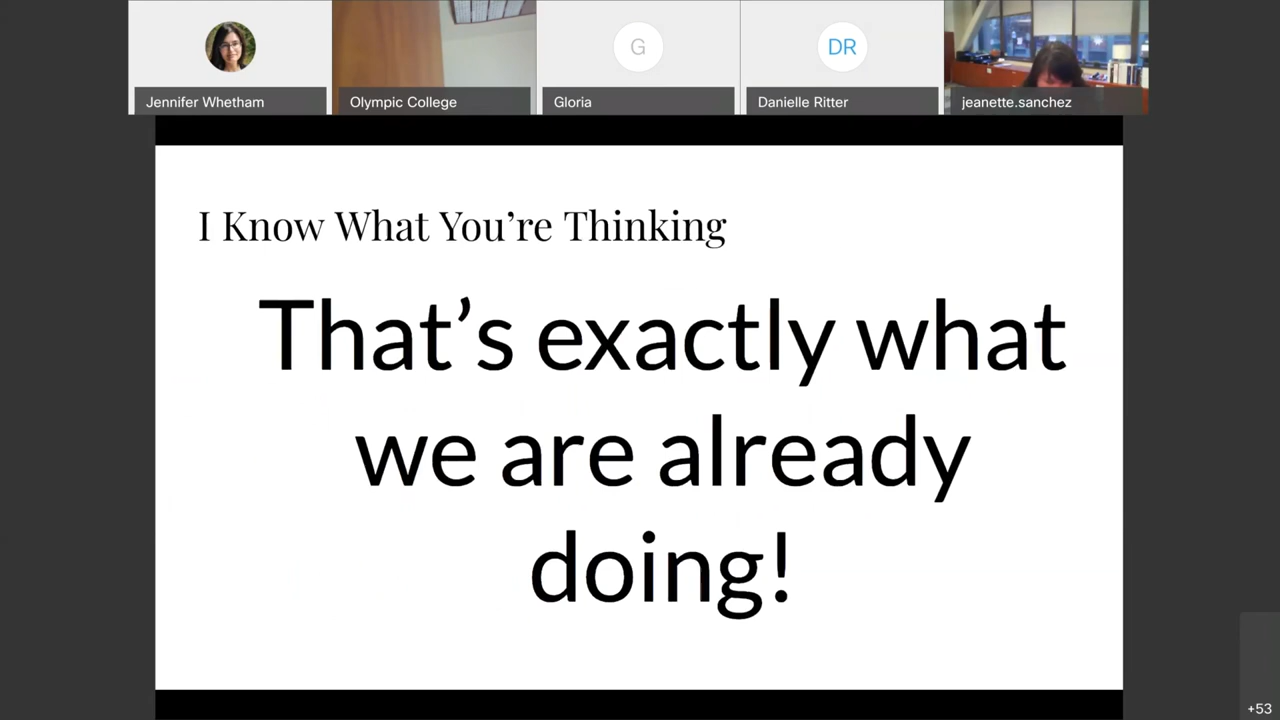 Jennifer Whetham
Olympic College
G
Gloria
DR
Danielle Ritter
jeanette.sanchez
I Know What You’re Thinking
That’s exactly what
we are already
doing!
+53